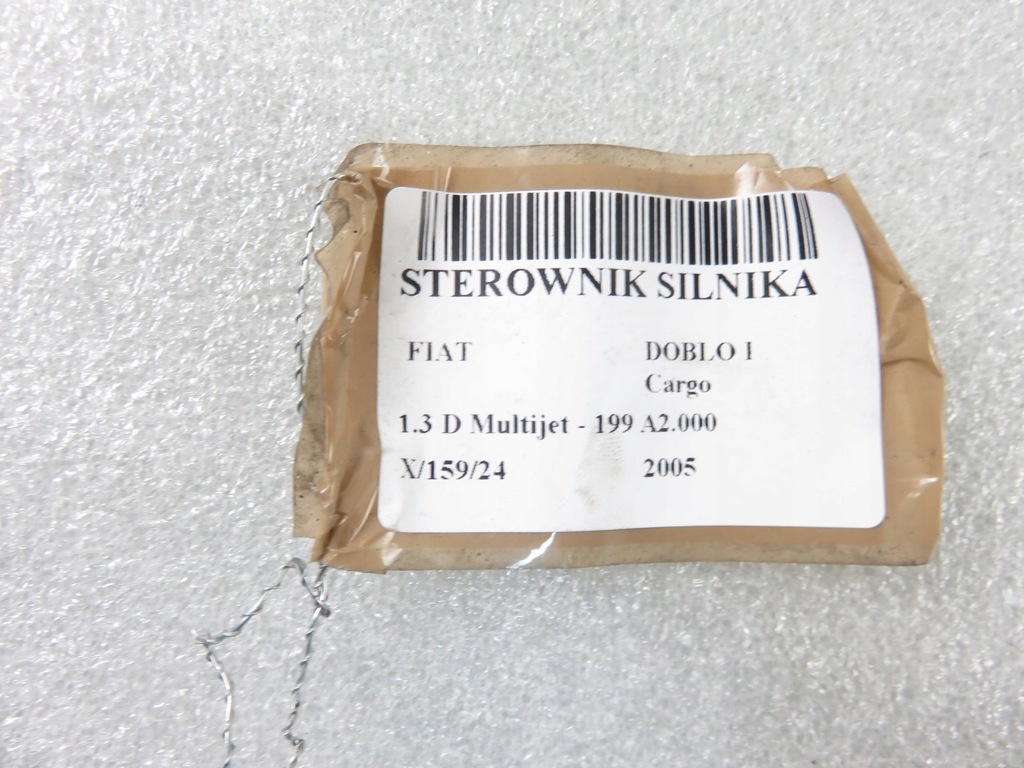 STEROWNIK SILNIKA
FIAT DOBLO I
Cargo
1.3 D Multijet - 199 A2.000
X/159/24 2005